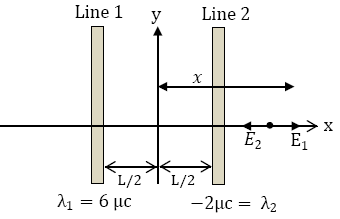 Line 1 y Line 2
x
x
E₂ E₁
L/2 L/2
λ₁ = 6 μc −2μc = λ₂